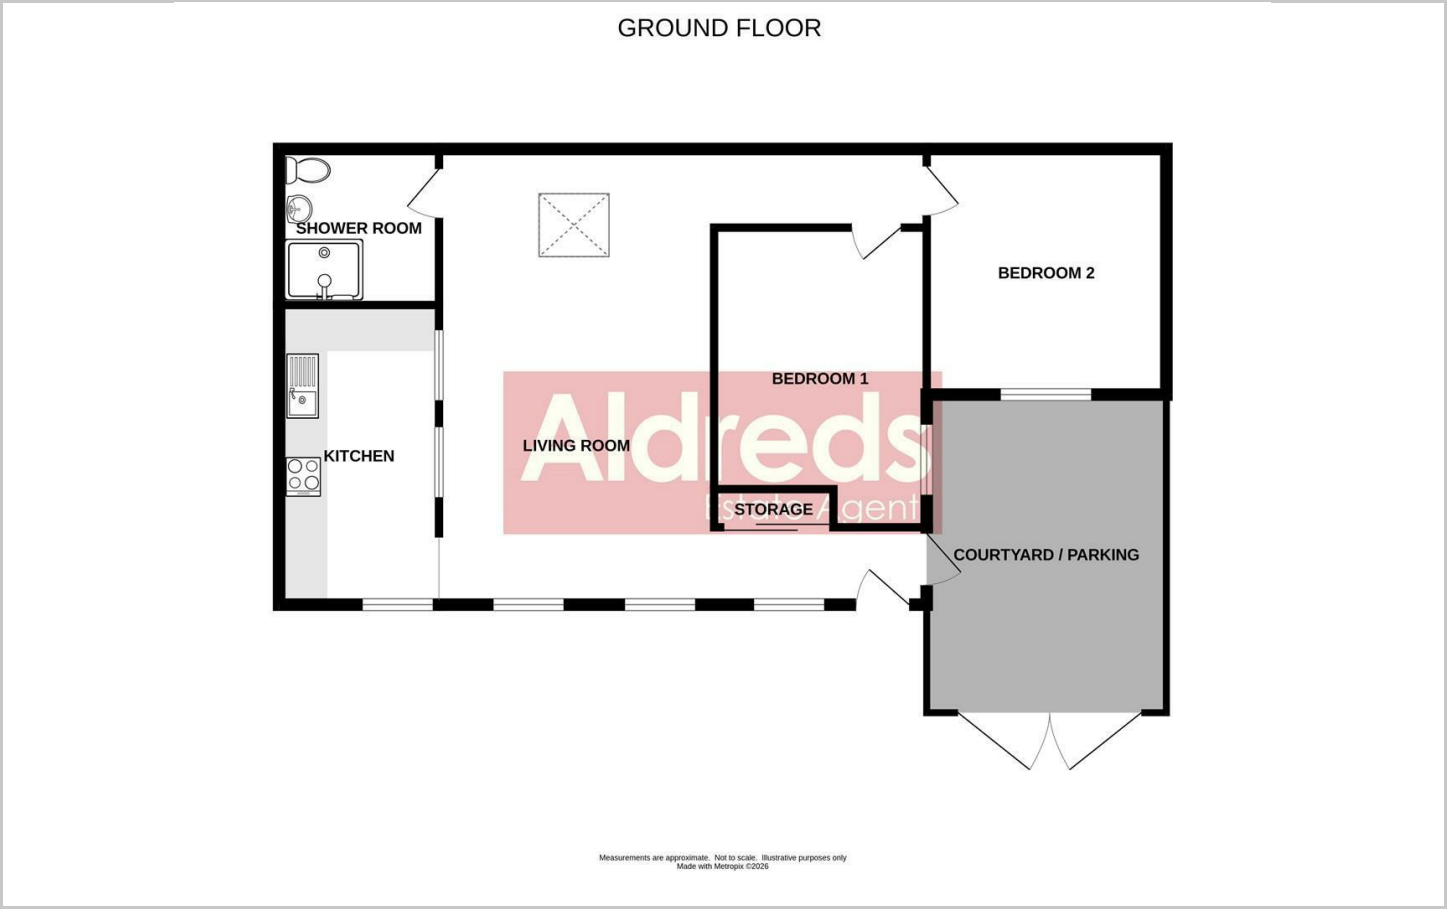 GROUND FLOOR
SHOWER ROOM
BEDROOM 2
BEDROOM 1
Aldreds
LIVING ROOM
KITCHEN
Estate Agent
STORAGE
COURTYARD / PARKING
Measurements are approximate. Not to scale. Illustrative purposes only
Made with Metropix ©2026